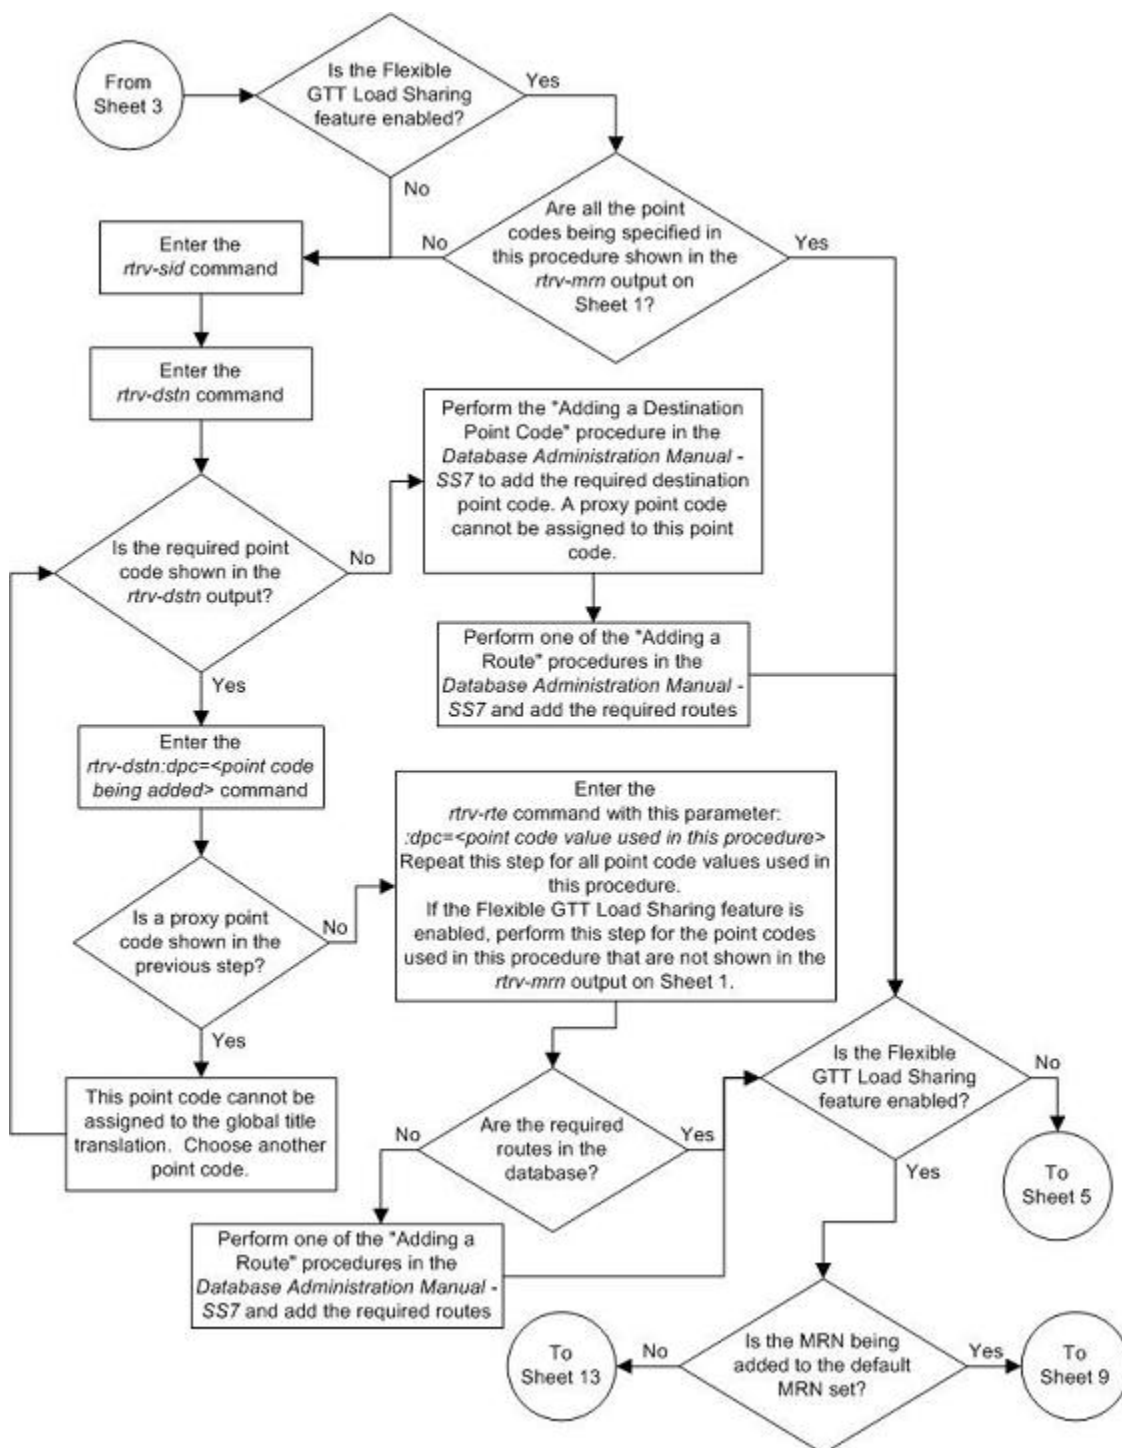 From
Sheet 3
Is the Flexible
GTT Load Sharing
feature enabled?
Yes
No
Are all the point
codes being specified in
this procedure shown in the
rtrv-mrn output on
Sheet 1?
No
Yes
Enter the
rtrv-sid command
Enter the
rtrv-dstn command
Perform the "Adding a Destination
Point Code" procedure in the
Database Administration Manual -
SS7 to add the required destination
point code. A proxy point code
cannot be assigned to this point
code.
Is the required point
code shown in the
rtrv-dstn output?
No
Yes
Perform one of the "Adding a
Route" procedures in the
Database Administration Manual -
SS7 and add the required routes
Enter the
rtrv-dstn:dpc=<point code
being added> command
Enter the
rtrv-rte command with this parameter:
:dpc=<point code value used in this procedure>
Repeat this step for all point code values used in
this procedure.
If the Flexible GTT Load Sharing feature is
enabled, perform this step for the point codes
used in this procedure that are not shown in the
rtrv-mrn output on Sheet 1.
Is a proxy point
code shown in the
previous step?
No
Yes
This point code cannot be
assigned to the global title
translation.  Choose another
point code.
Are the required
routes in the
database?
No
Yes
Is the Flexible
GTT Load Sharing
feature enabled?
No
Yes
To
Sheet 5
Perform one of the "Adding a
Route" procedures in the
Database Administration Manual -
SS7 and add the required routes
Is the MRN being
added to the default
MRN set?
No
Yes
To
Sheet 13
To
Sheet 9